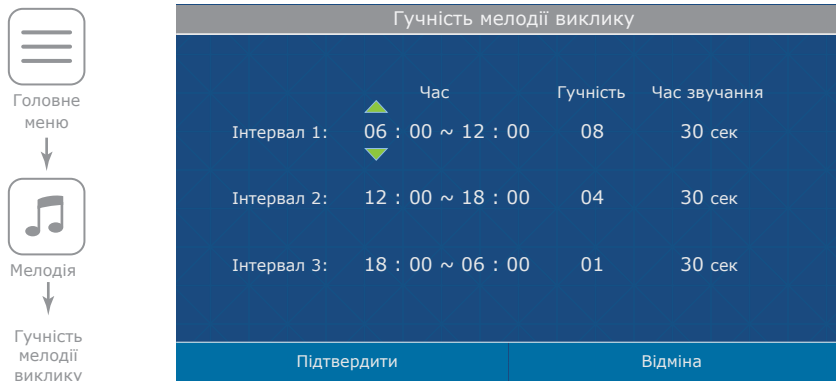 Головне
меню
Мелодія
Гучність
мелодії
виклику
Гучність мелодії виклику
Час Гучність Час звучання
Інтервал 1: 06 : 00 ~ 12 : 00 08 30 сек
Інтервал 2: 12 : 00 ~ 18 : 00 04 30 сек
Інтервал 3: 18 : 00 ~ 06 : 00 01 30 сек
Підтвердити Відміна